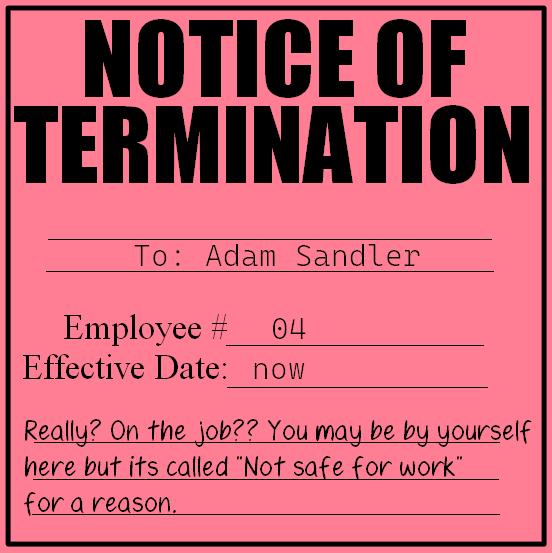 NOTICE OF
TERMINATION
To: Adam Sandler
Employee # 04
Effective Date: now
Really? On the job?? You may be by yourself
here but its called "Not safe for work"
for a reason.